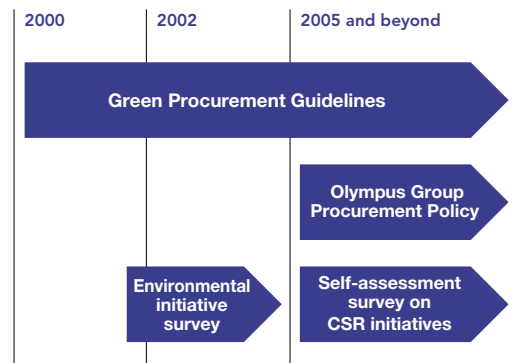 2000
2002
2005 and beyond
Green Procurement Guidelines
Olympus Group
Procurement Policy
Environmental
initiative
survey
Self-assessment
survey on
CSR initiatives